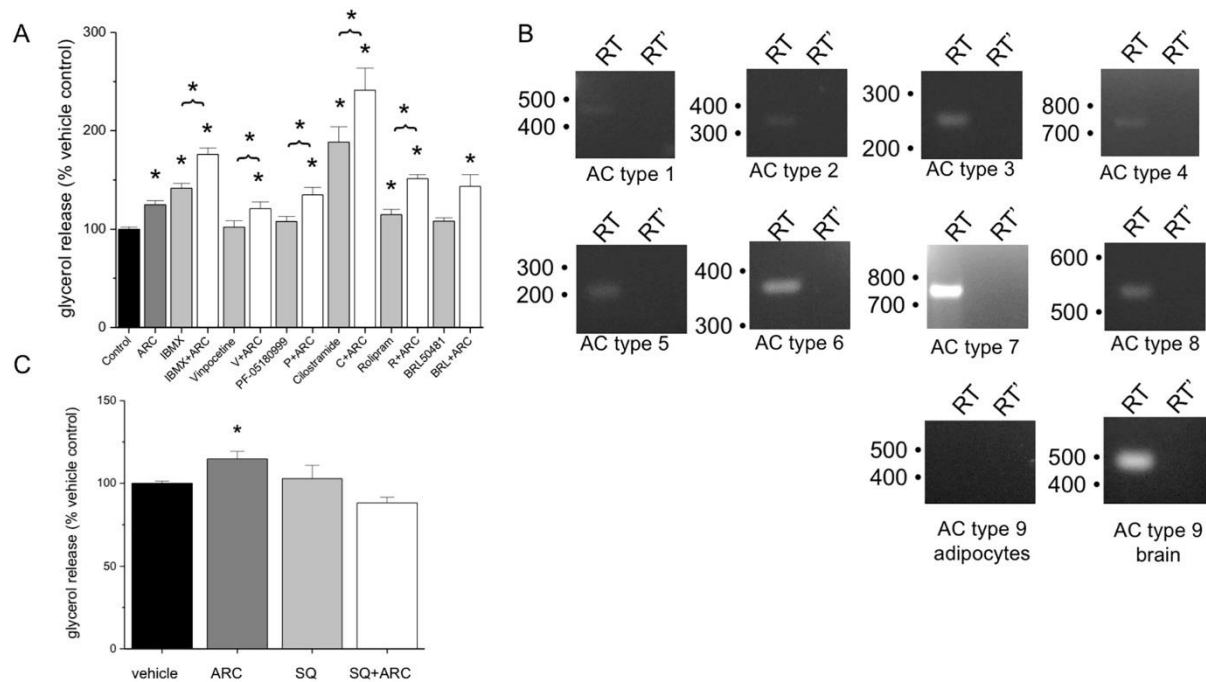 A
glycerol release (% vehicle control)
300
250
200
150
100
50
0
* * * * * * * * * * * * * *
Control
ARC
IBMX
IBMX+ARC
Vinpocetine
V+ARC
PF-05180999
P+ARC
Cilostramide
C+ARC
Rolipram
R+ARC
BRL50481
BRL+ARC
B
RT RT’
500 •
400 •
AC type 1
RT RT’
400 •
300 •
AC type 2
RT RT’
300 •
200 •
AC type 3
RT RT’
800 •
700 •
AC type 4
RT RT’
300 •
200 •
AC type 5
RT RT’
400 •
300 •
AC type 6
RT RT’
800 •
700 •
AC type 7
RT RT’
600 •
500 •
AC type 8
RT RT’
500 •
400 •
AC type 9
adipocytes
RT RT’
500 •
400 •
AC type 9
brain
C
glycerol release (% vehicle control)
150
100
50
0
*
vehicle
ARC
SQ
SQ+ARC